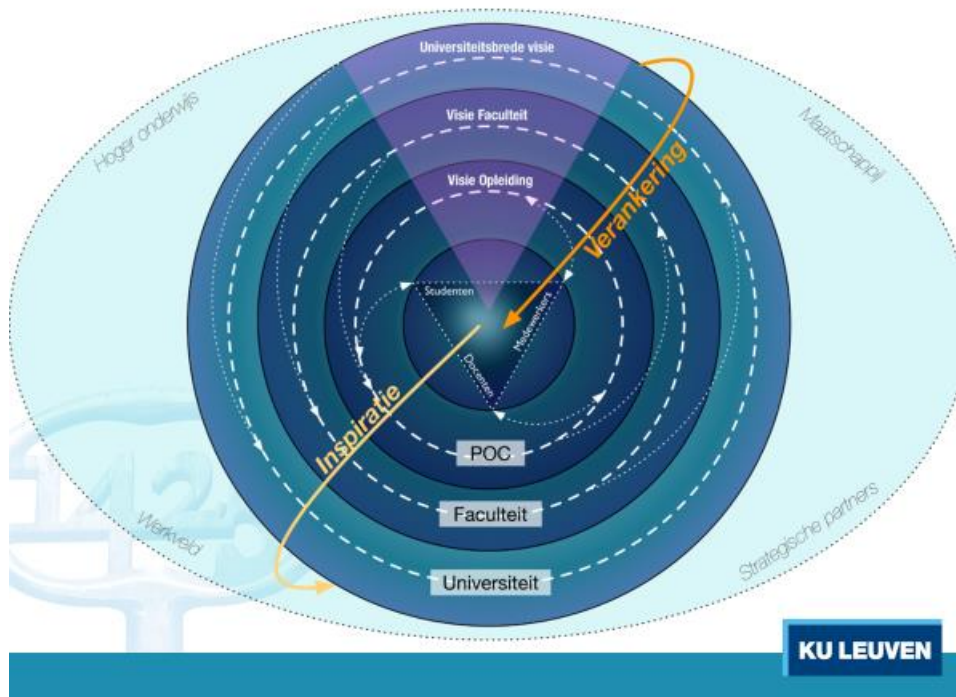 Universiteitsbrede visie
Hoger onderwijs
Maatschappij
Visie Faculteit
Verankering
Visie Opleiding
Studenten
Medewerkers
Docenten
Inspiratie
POC
Faculteit
Werkveld
Strategische partners
Universiteit
KU LEUVEN